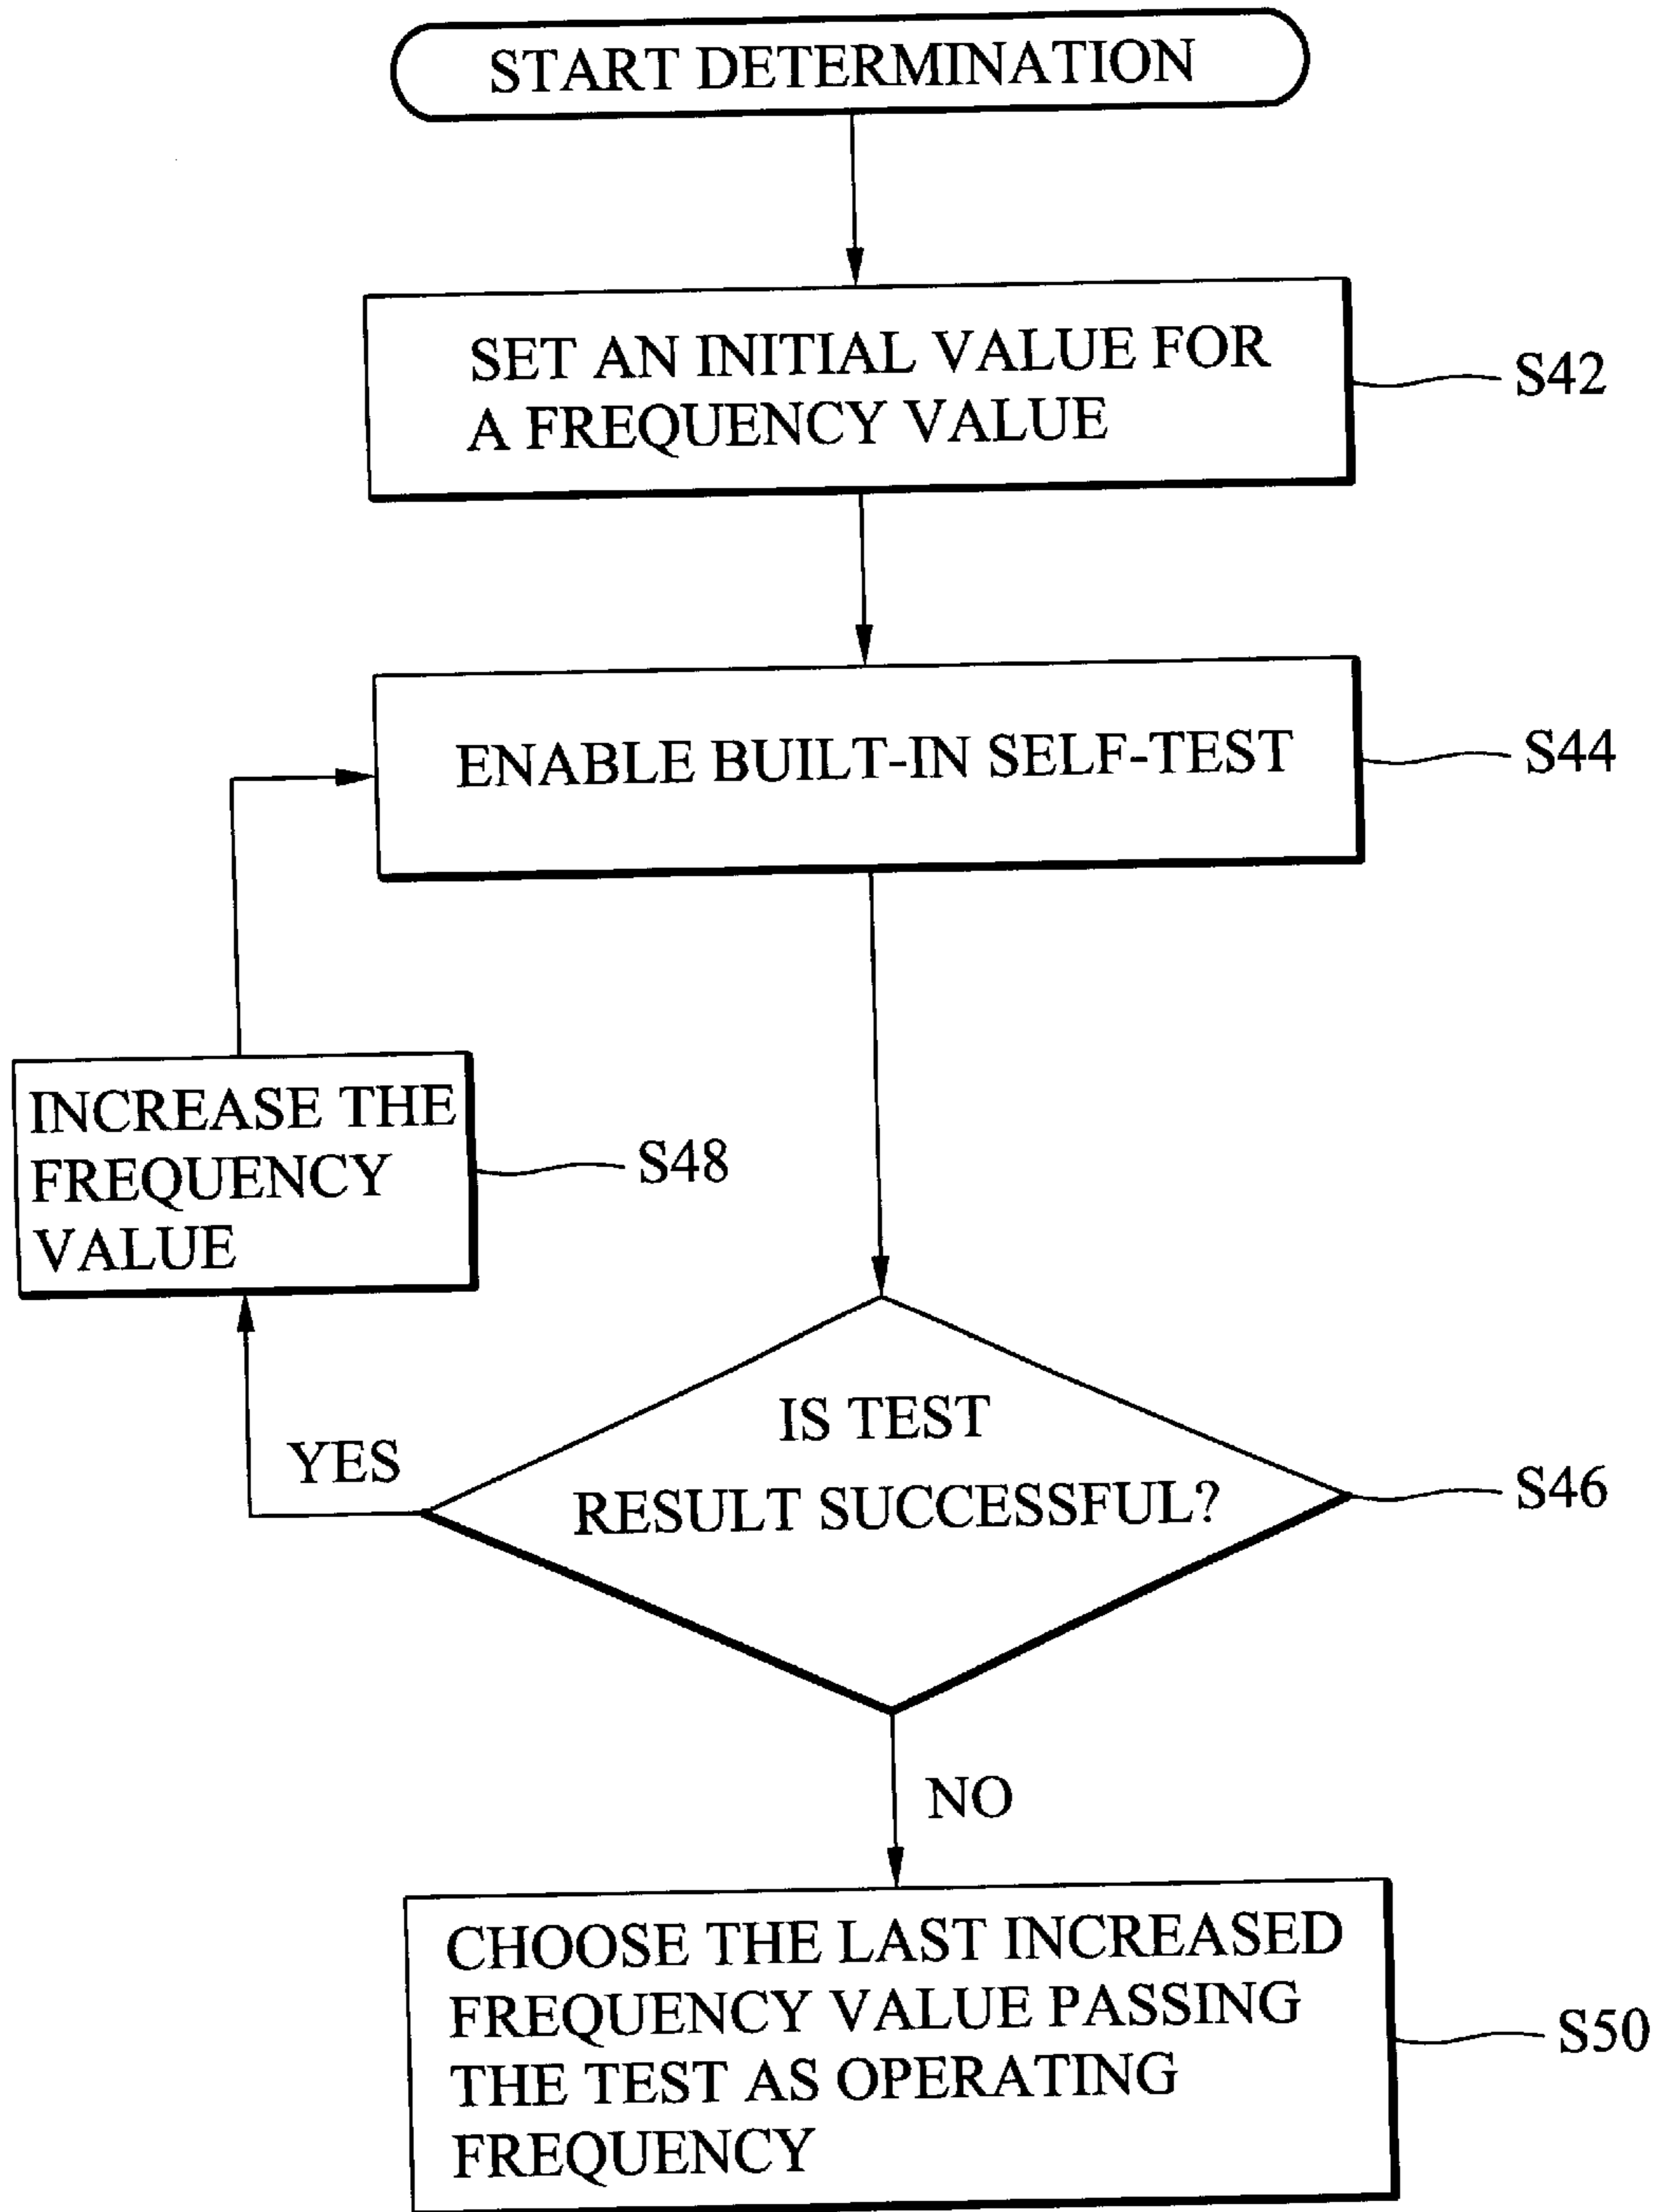 START DETERMINATION
SET AN INITIAL VALUE FOR
A FREQUENCY VALUE
S42
ENABLE BUILT-IN SELF-TEST
S44
INCREASE THE
FREQUENCY
VALUE
S48
IS TEST
RESULT SUCCESSFUL?
YES
S46
NO
CHOOSE THE LAST INCREASED
FREQUENCY VALUE PASSING
THE TEST AS OPERATING
FREQUENCY
S50